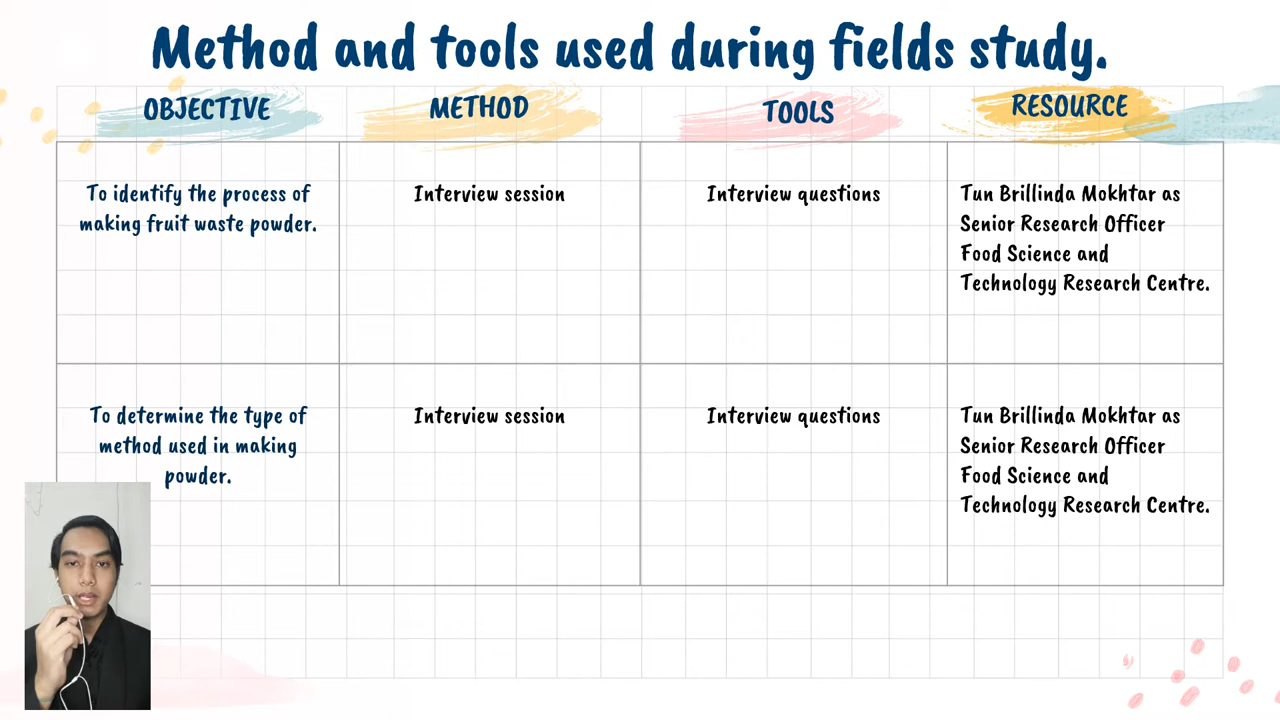 Method and tools used during fields study.
OBJECTIVE
METHOD
TOOLS
RESOURCE
To identify the process of
making fruit waste powder.
Interview session
Interview questions
Tun Brillinda Mokhtar as
Senior Research Officer
Food Science and
Technology Research Centre.
To determine the type of
method used in making
powder.
Interview session
Interview questions
Tun Brillinda Mokhtar as
Senior Research Officer
Food Science and
Technology Research Centre.